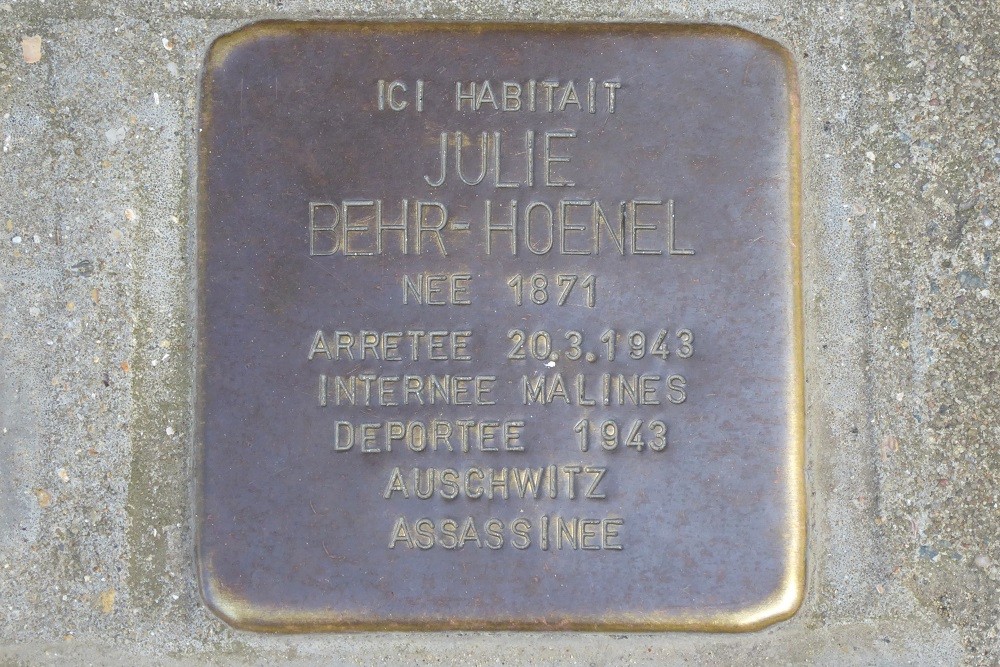 ICI HABITAIT
JULIE
BEHR-HOENEL
NEE 1871
ARRETEE 20.3.1943
INTERNEE MALINES
DEPORTEE 1943
AUSCHWITZ
ASSASSINEE